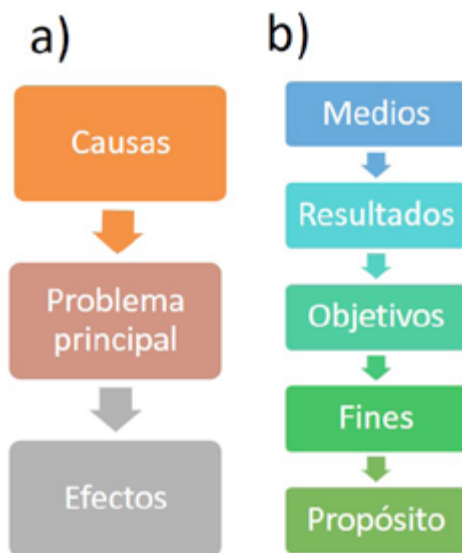 a)
Causas
Problema
principal
Efectos
b)
Medios
Resultados
Objetivos
Fines
Propósito